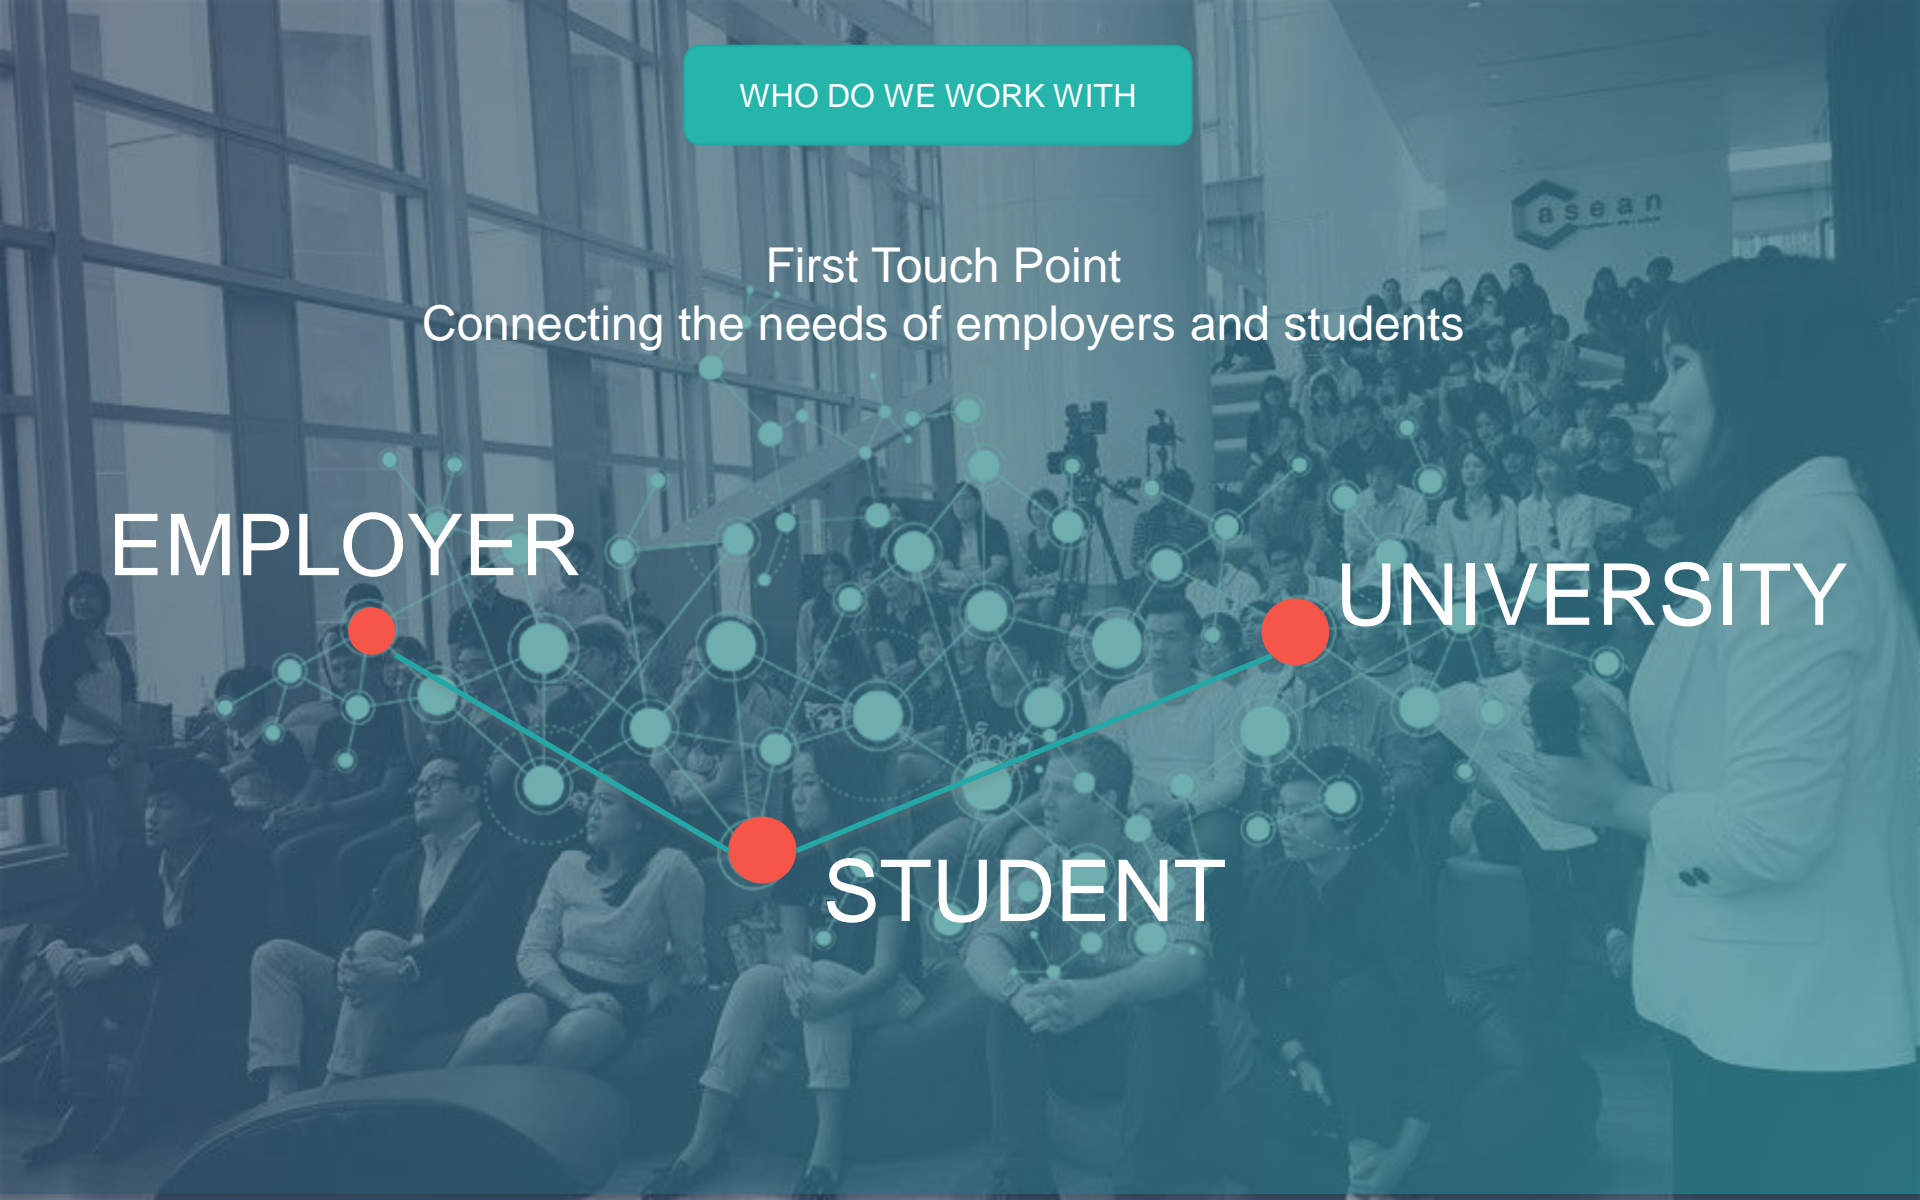 WHO DO WE WORK WITH
asean
First Touch Point
Connecting the needs of employers and students
EMPLOYER
UNIVERSITY
STUDENT